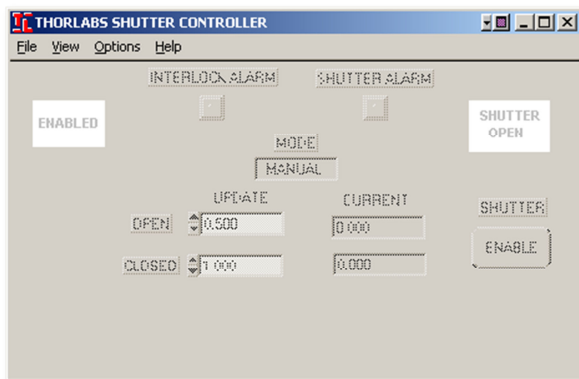 THORLABS SHUTTER CONTROLLER
File View Options Help
INTERLOCK ALARM SHUTTER ALARM
ENABLED
SHUTTER
OPEN
MODE
MANUAL
UPDATE CURRENT
SHUTTER
OPEN 0.500 0.000
ENABLE
CLOSED 1.000 0.000